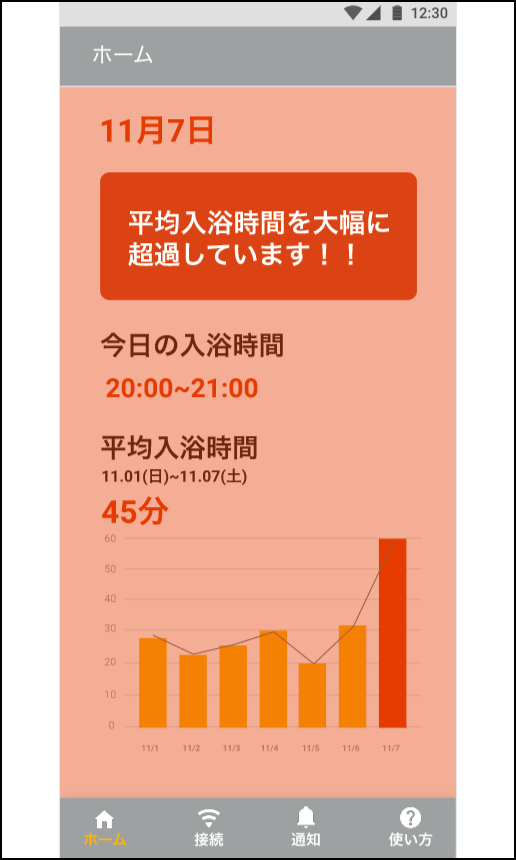 12:30
ホーム
11月7日
平均入浴時間を大幅に
超過しています！！
今日の入浴時間
20:00~21:00
平均入浴時間
11.01(日)~11.07(土)
45分
60
50
40
30
20
10
0
11/1 11/2 11/3 11/4 11/5 11/6 11/7
ホーム 接続 通知 使い方